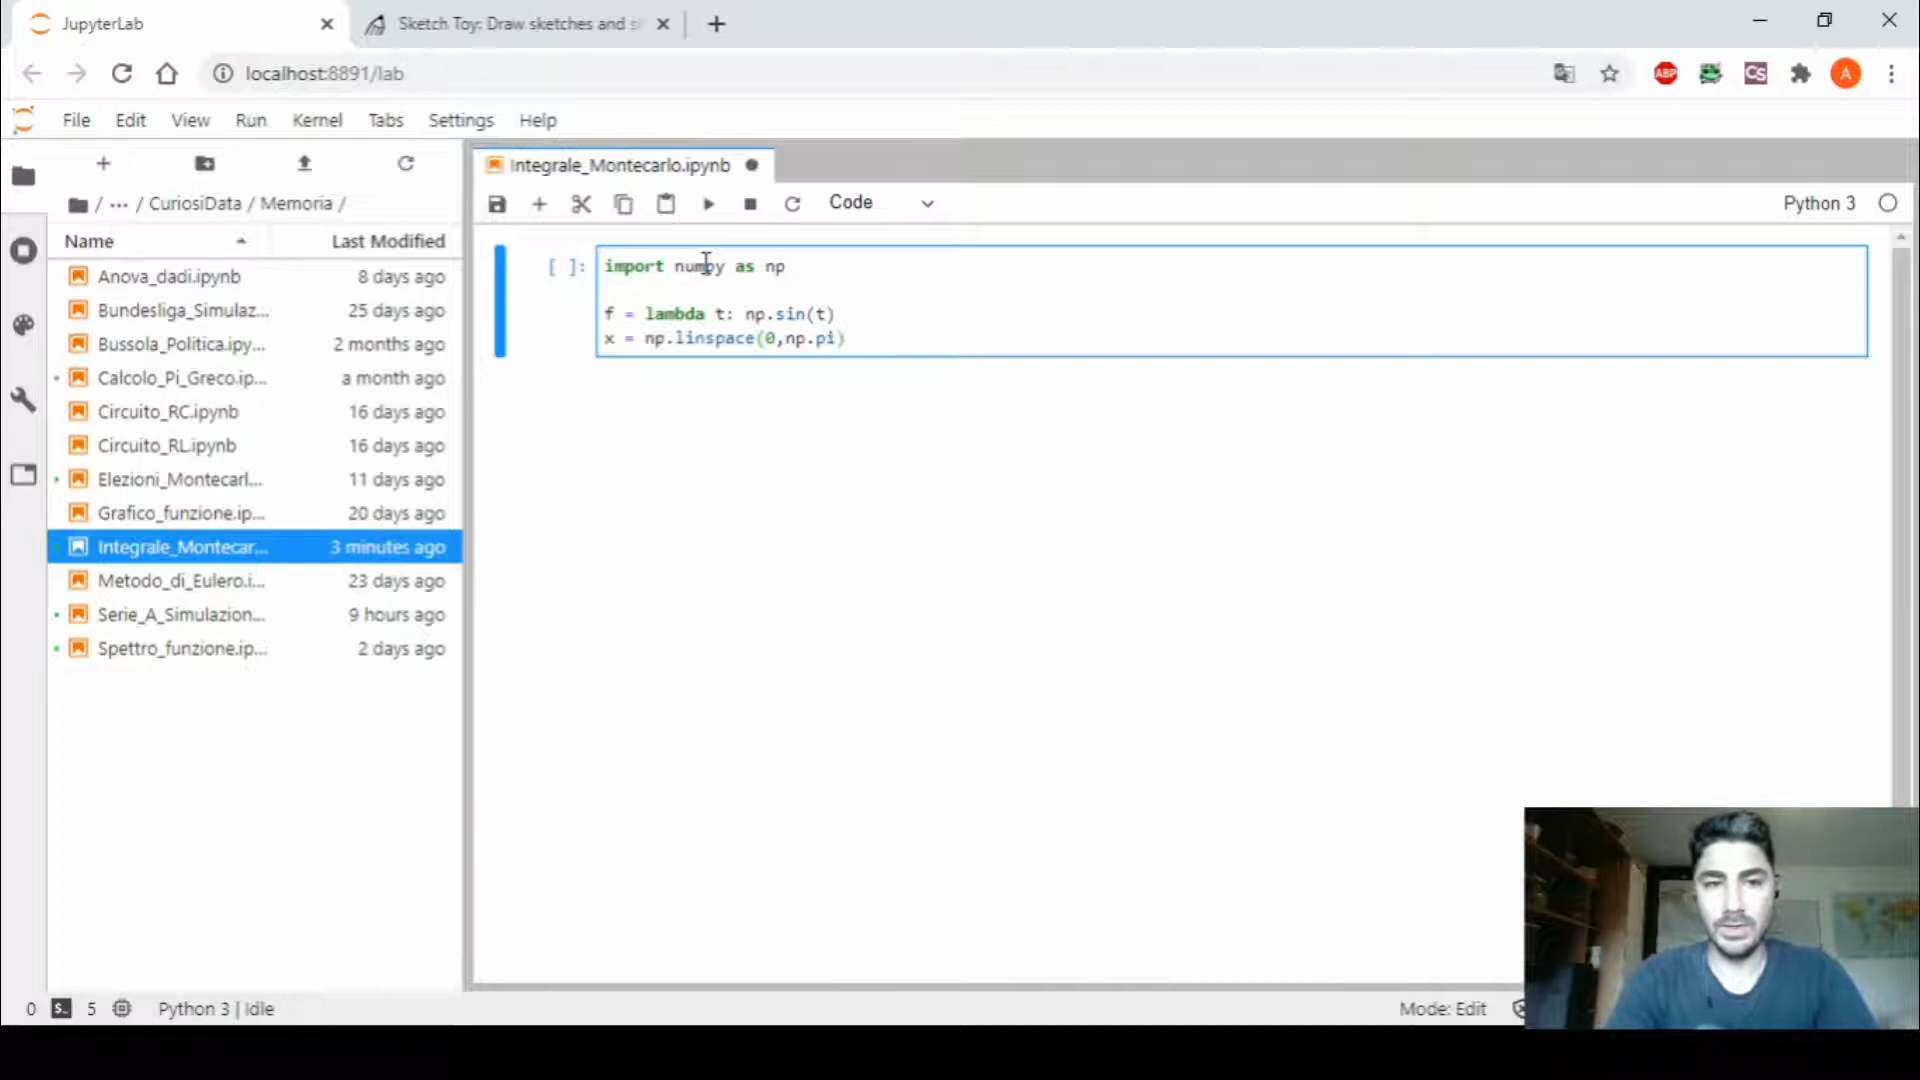 JupyterLab
Sketch Toy: Draw sketches and s
localhost:8891/lab
ABP
CS
A
File Edit View Run Kernel Tabs Settings Help
Integrale_Montecarlo.ipynb
/ ··· / CuriosiData / Memoria /
Code
Python 3
Name Last Modified
Anova_dadi.ipynb 8 days ago
Bundesliga_Simulaz... 25 days ago
Bussola_Politica.ipy... 2 months ago
Calcolo_Pi_Greco.ip... a month ago
Circuito_RC.ipynb 16 days ago
Circuito_RL.ipynb 16 days ago
Elezioni_Montecarl... 11 days ago
Grafico_funzione.ip... 20 days ago
Integrale_Montecar... 3 minutes ago
Metodo_di_Eulero.i... 23 days ago
Serie_A_Simulazion... 9 hours ago
Spettro_funzione.ip... 2 days ago
[ ]: import numpy as np
f = lambda t: np.sin(t)
x = np.linspace(0,np.pi)
0 5 Python 3 | Idle
Mode: Edit